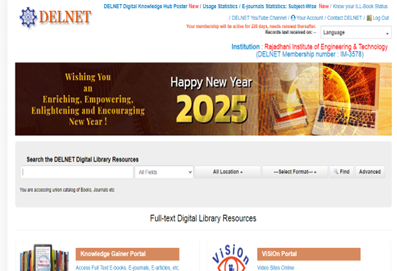 DELNET
DELNET Digital Knowledge Hub Poster New / Usage Statistics / E-journals Statistics: Subject-Wise New / Know your ILL-Book Status
/ DELNET YouTube Channel / Your Account / Contact DELNET / Log Out
Your membership will be active for 225 days, needs renewal thereafter.
Records last received on: --
Language
Institution : Rajadhani Institute of Engineering & Technology
(DELNET Membership number : IM-3578)
Wishing You
an
Enriching, Empowering,
Enlightening and Encouraging
New Year !
Happy New Year
2025
Search the DELNET Digital Library Resources
All Fields
All Location
---Select Format---
Find
Advanced
You are accessing union catalog of Books, Journals etc
Full-text Digital Library Resources
Knowledge Gainer Portal
Access Full Text E-books, E-journals, E-articles, etc
ViSiOn
VISIOn Portal
Video Sites Online